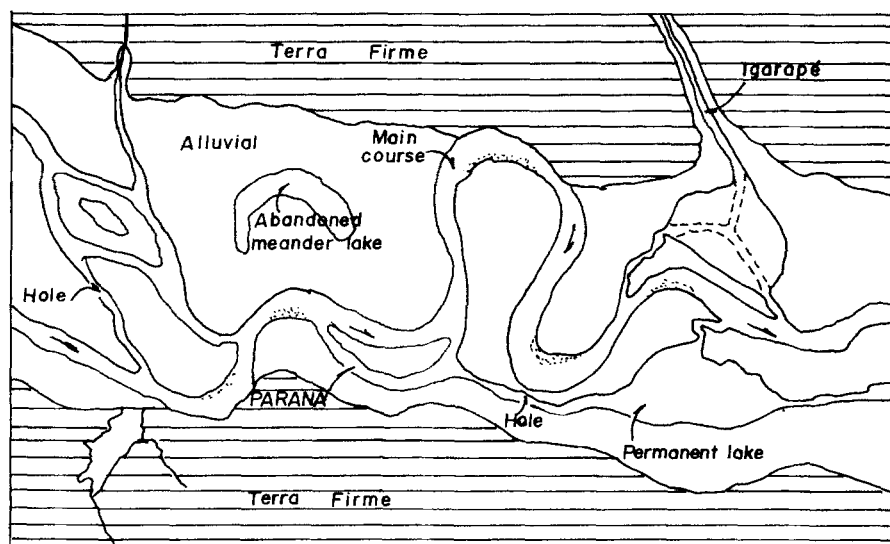 Terra Firme
Igarapé
Alluvial
Main
course
Abandoned
meander lake
Hole
PARANA
Hole
Permanent lake
Terra Firme